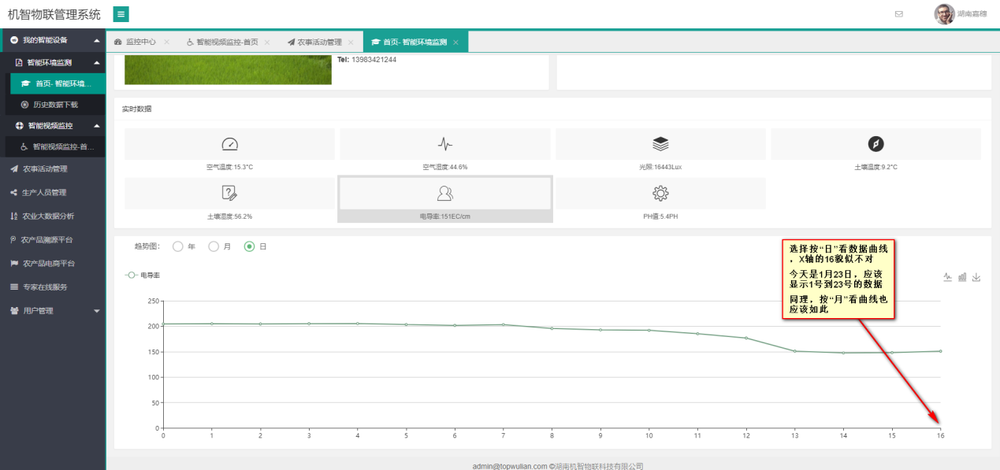 机智物联管理系统
湖南嘉穗
我的智能设备
智能环境监测
首页- 智能环境...
历史数据下载
智能视频监控
智能视频监控-首...
农事活动管理
生产人员管理
农业大数据分析
农产品溯源平台
农产品电商平台
专家在线服务
用户管理
监控中心
智能视频监控-首页
农事活动管理
首页- 智能环境监测
Tel: 13983421244
实时数据
空气温度:15.3°C
空气湿度:44.6%
光照:16443Lux
土壤温度:9.2°C
土壤湿度:56.2%
电导率:151EC/cm
PH值:5.4PH
趋势图: 年 月 日
电导率
选择按“日”看数据曲线
，X轴的16貌似不对
今天是1月23日，应该
显示1号到23号的数据
同理，按“月”看曲线也
应该如此
250
200
150
100
50
0
0 1 2 3 4 5 6 7 8 9 10 11 12 13 14 15 16
admin@topwulian.com ©湖南机智物联科技有限公司